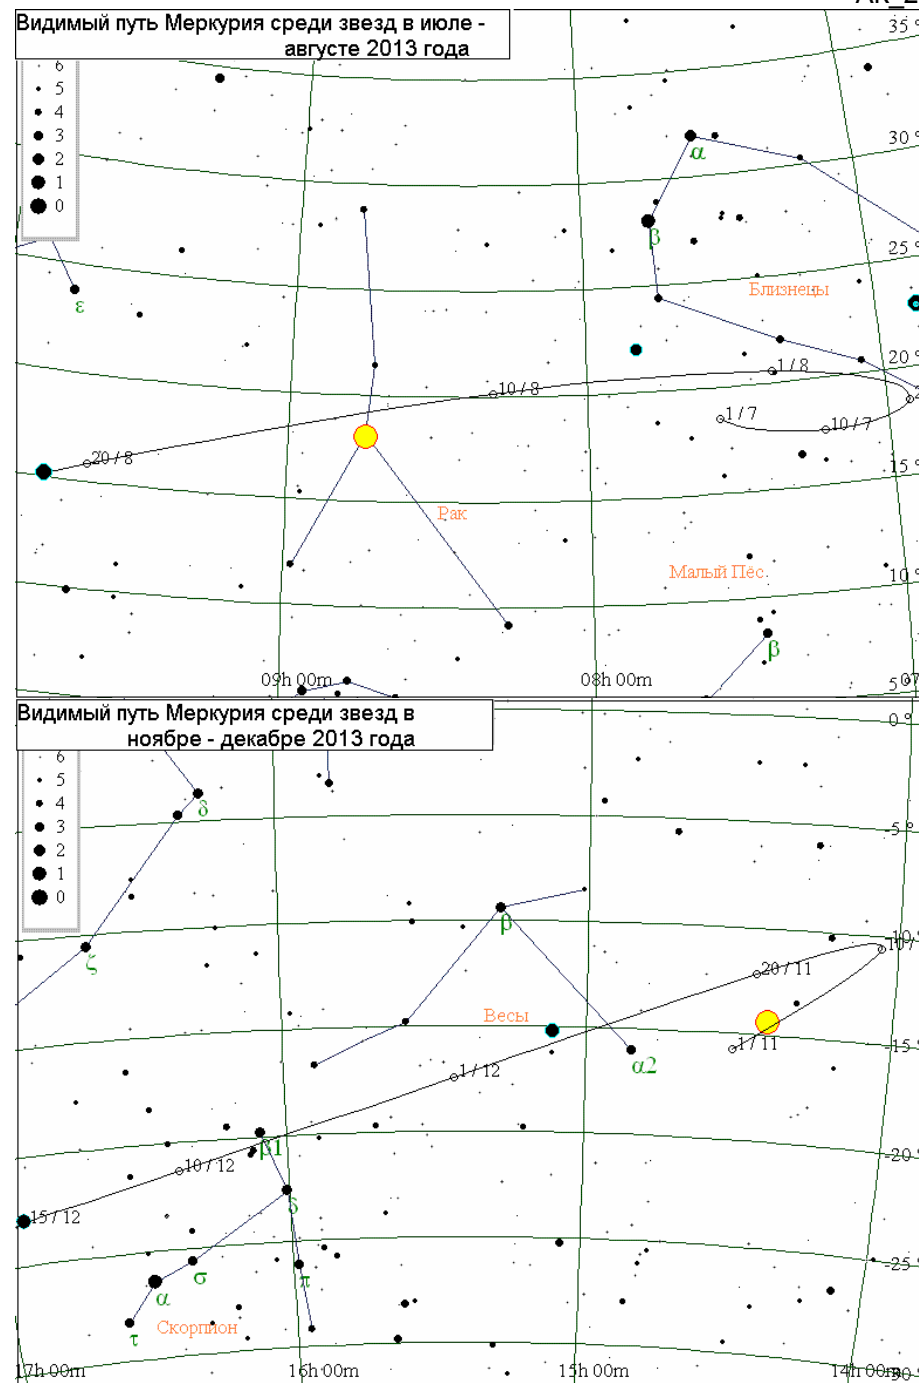 Видимый путь Меркурия среди звезд в июле -
августе 2013 года
35 °
6
5
4
3
2
1
0
30 °
α
25 °
β
ε
Близнецы
20 °
1 / 8
10 / 8
1 / 7
10 / 7
20 / 8
15 °
Рак
Малый Пёс
10 °
β
09h 00m
08h 00m
07
5 °
Видимый путь Меркурия среди звезд в
ноябре - декабре 2013 года
0 °
6
5
4
3
2
1
0
δ
-5 °
β
ζ
-10 °
10 /
20 / 11
Весы
-15 °
1 / 11
α2
1 / 12
β1
-20 °
10 / 12
δ
15 / 12
-25 °
σ
π
α
τ
Скорпион
17h 00m
16h 00m
15h 00m
14h 00m